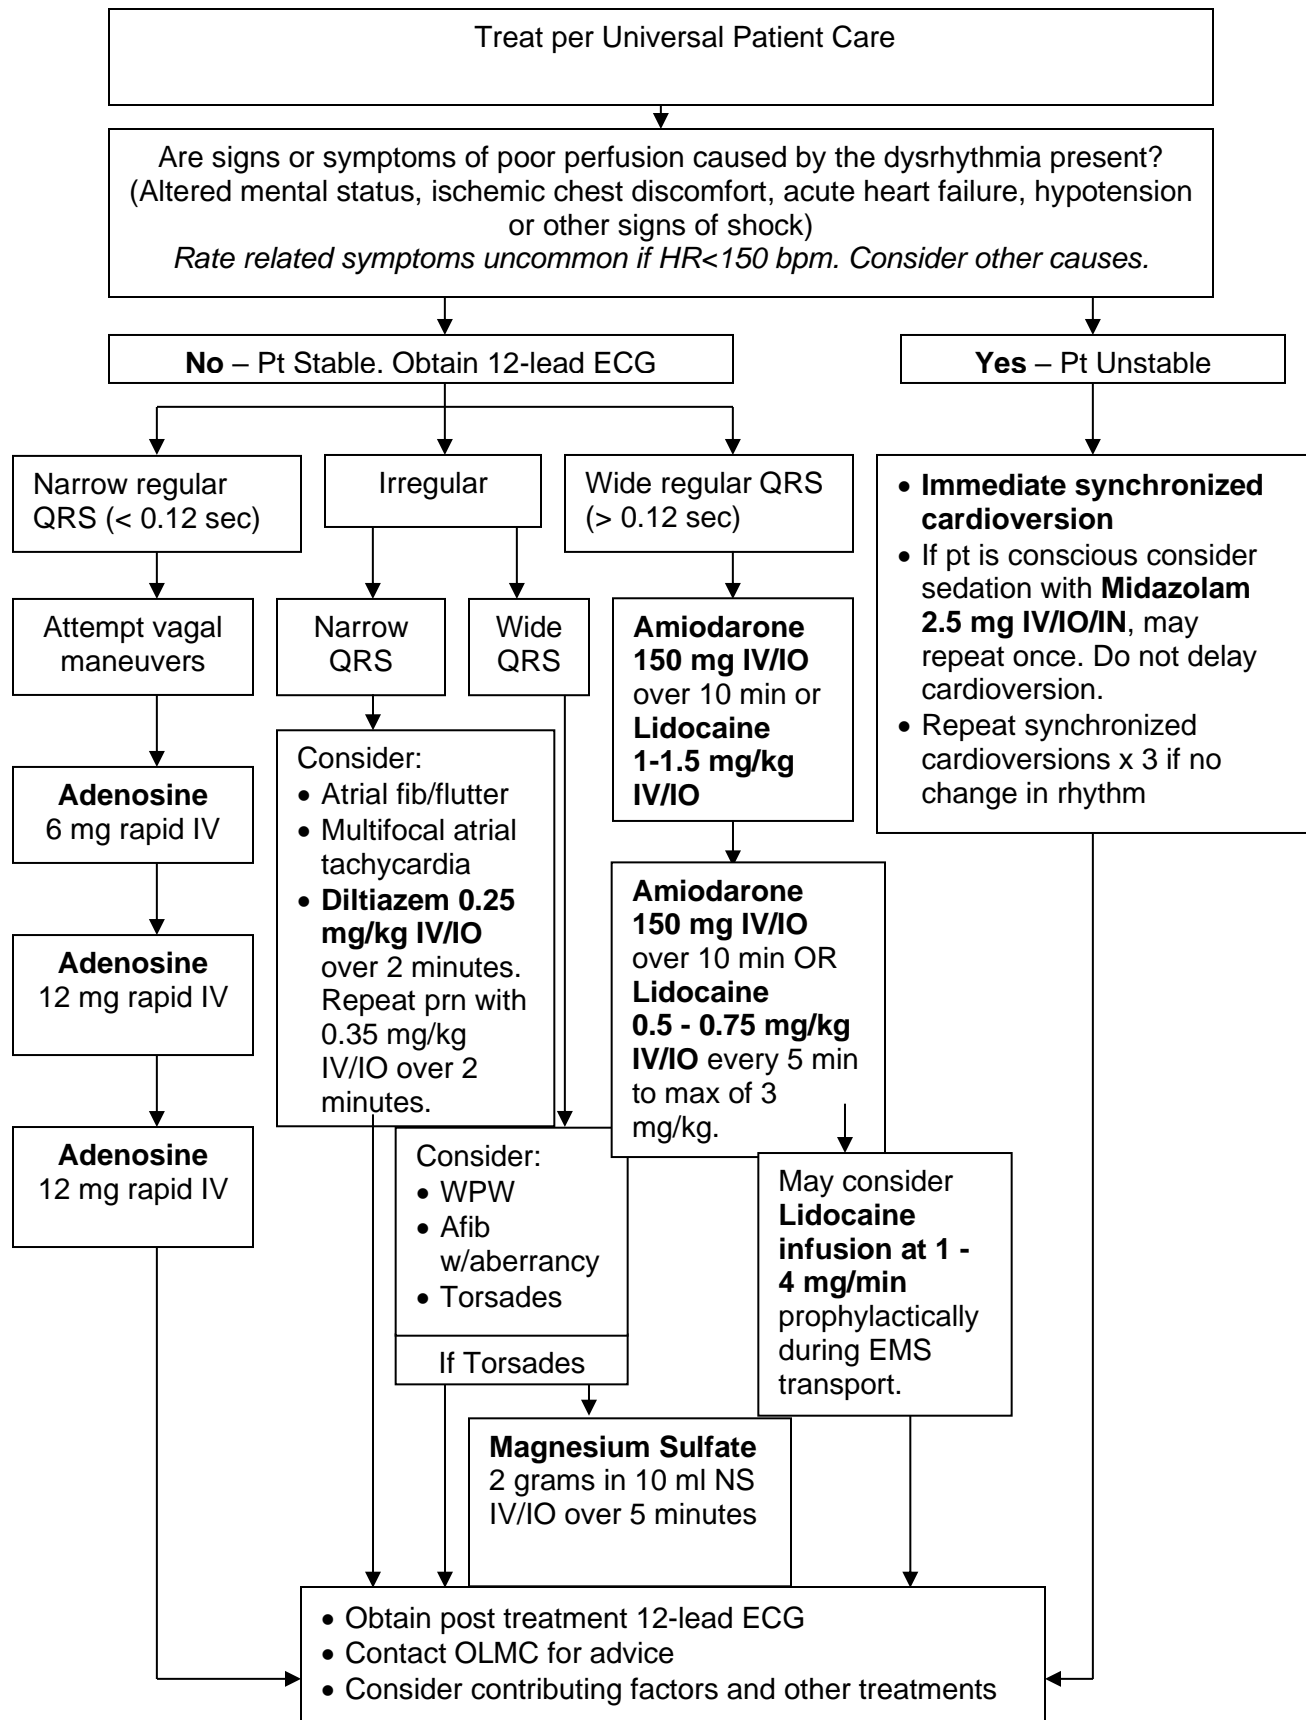 Treat per Universal Patient Care
Are signs or symptoms of poor perfusion caused by the dysrhythmia present?
(Altered mental status, ischemic chest discomfort, acute heart failure, hypotension
or other signs of shock)
Rate related symptoms uncommon if HR<150 bpm. Consider other causes.
No – Pt Stable. Obtain 12-lead ECG
Yes – Pt Unstable
Narrow regular
QRS (< 0.12 sec)
Attempt vagal
maneuvers
Adenosine
6 mg rapid IV
Adenosine
12 mg rapid IV
Adenosine
12 mg rapid IV
Irregular
Narrow
QRS
Consider:
• Atrial fib/flutter
• Multifocal atrial
tachycardia
• Diltiazem 0.25
mg/kg IV/IO
over 2 minutes.
Repeat prn with
0.35 mg/kg
IV/IO over 2
minutes.
Wide
QRS
Consider:
• WPW
• Afib
w/aberrancy
• Torsades
If Torsades
Magnesium Sulfate
2 grams in 10 ml NS
IV/IO over 5 minutes
Wide regular QRS
(> 0.12 sec)
Amiodarone
150 mg IV/IO
over 10 min or
Lidocaine
1-1.5 mg/kg
IV/IO
Amiodarone
150 mg IV/IO
over 10 min OR
Lidocaine
0.5 - 0.75 mg/kg
IV/IO every 5 min
to max of 3
mg/kg.
May consider
Lidocaine
infusion at 1 -
4 mg/min
prophylactically
during EMS
transport.
• Immediate synchronized
cardioversion
• If pt is conscious consider
sedation with Midazolam
2.5 mg IV/IO/IN, may
repeat once. Do not delay
cardioversion.
• Repeat synchronized
cardioversions x 3 if no
change in rhythm
• Obtain post treatment 12-lead ECG
• Contact OLMC for advice
• Consider contributing factors and other treatments